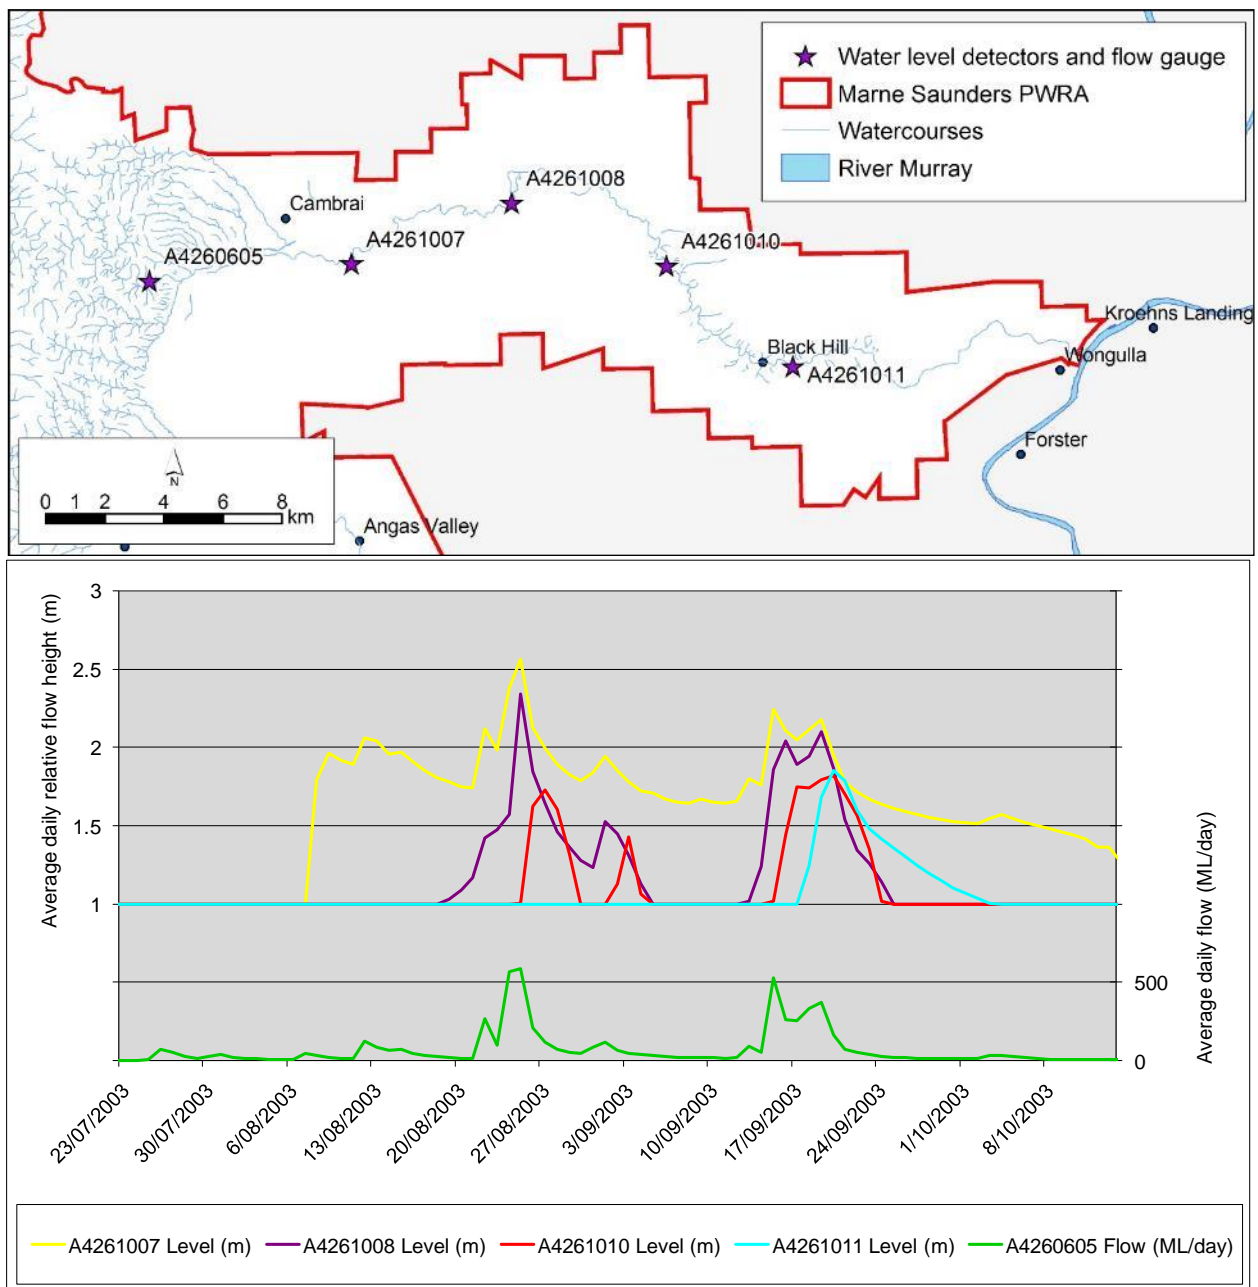 Water level detectors and flow gauge
Marne Saunders PWRA
Watercourses
River Murray
A4261008
Cambrai
A4261007
A4261010
A4260605
Kroehns Landing
Black Hill
Wongulla
A4261011
Forster
N
0 1 2 4 6 8
km
Angas Valley
3
2.5
2
1.5
1
Average daily relative flow height (m)
500
0
Average daily flow (ML/day)
23/07/2003
30/07/2003
6/08/2003
13/08/2003
20/08/2003
27/08/2003
3/09/2003
10/09/2003
17/09/2003
24/09/2003
1/10/2003
8/10/2003
A4261007 Level (m) A4261008 Level (m) A4261010 Level (m) A4261011 Level (m) A4260605 Flow (ML/day)